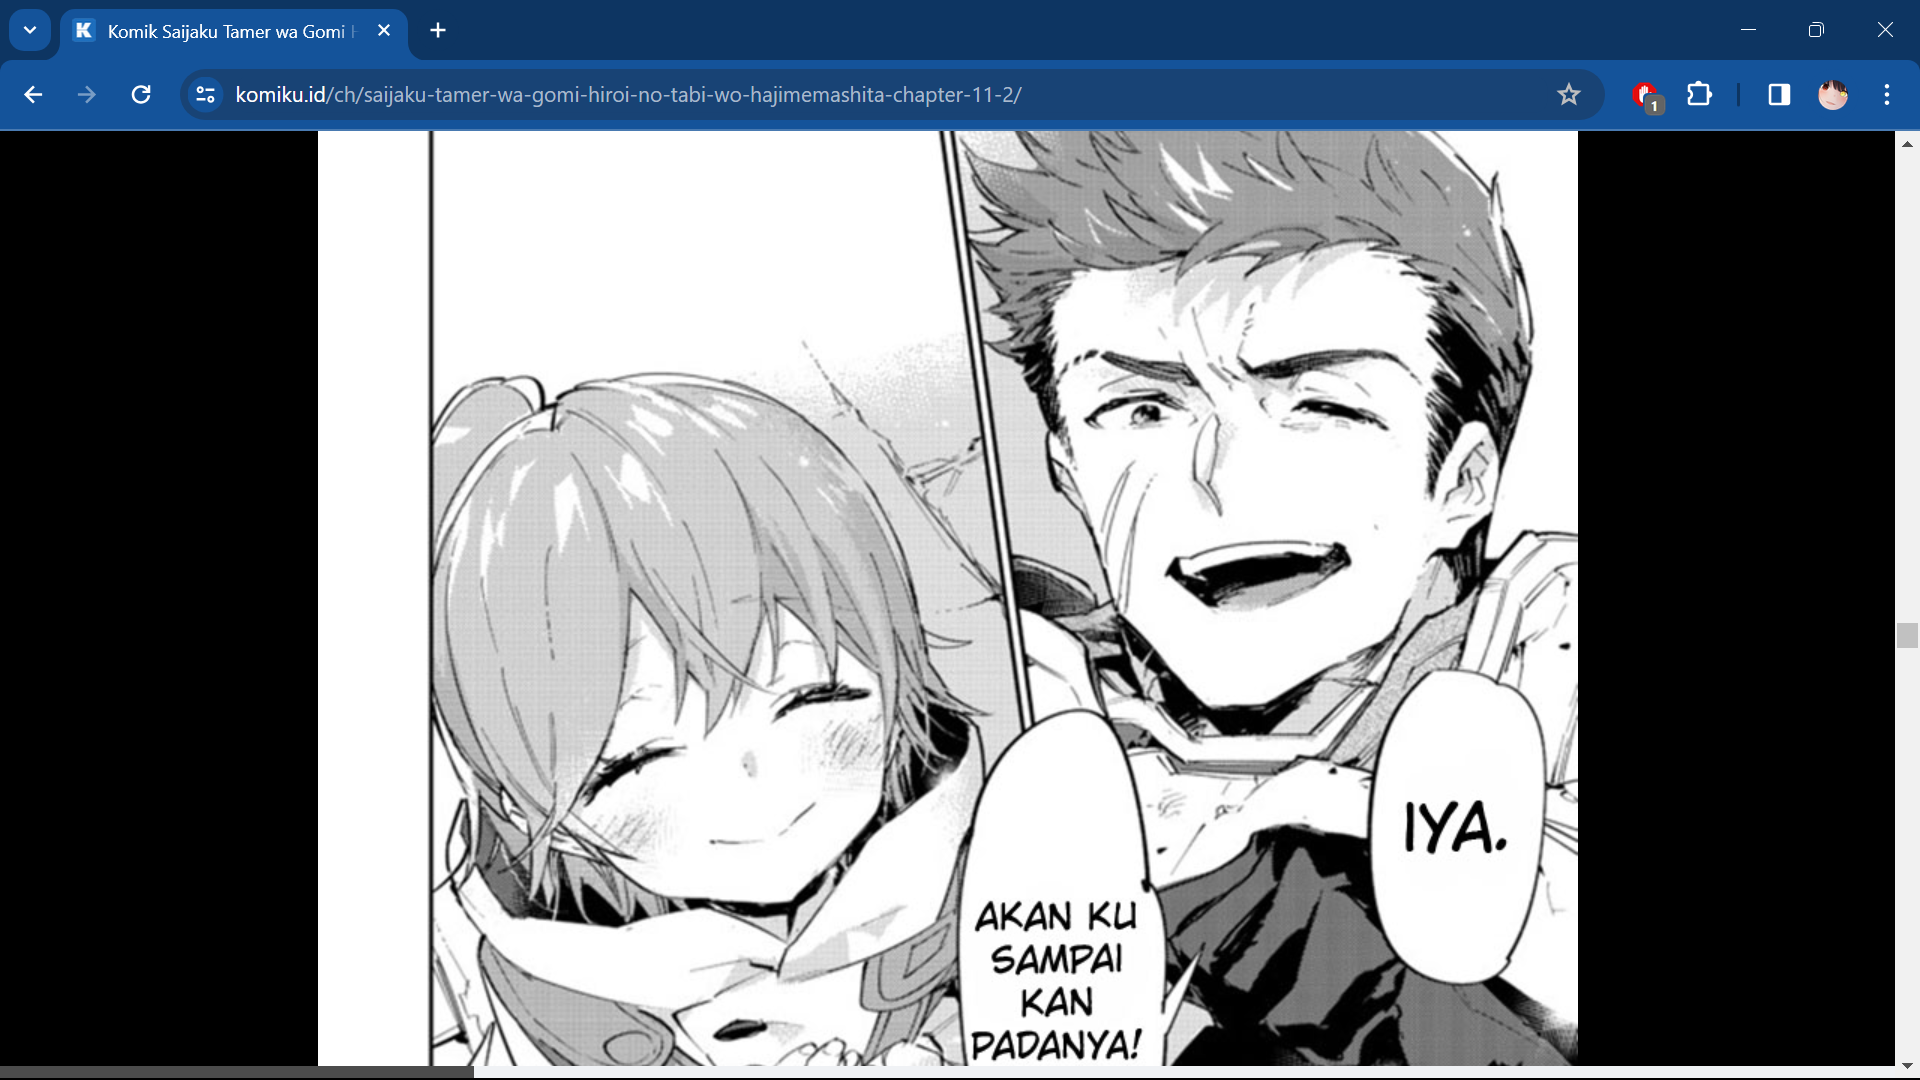 Komik Saijaku Tamer wa Gomi
komiku.id/ch/saijaku-tamer-wa-gomi-hiroi-no-tabi-wo-hajimemashita-chapter-11-2/
1
IYA.
AKAN KU
SAMPAI
KAN
PADANYA!